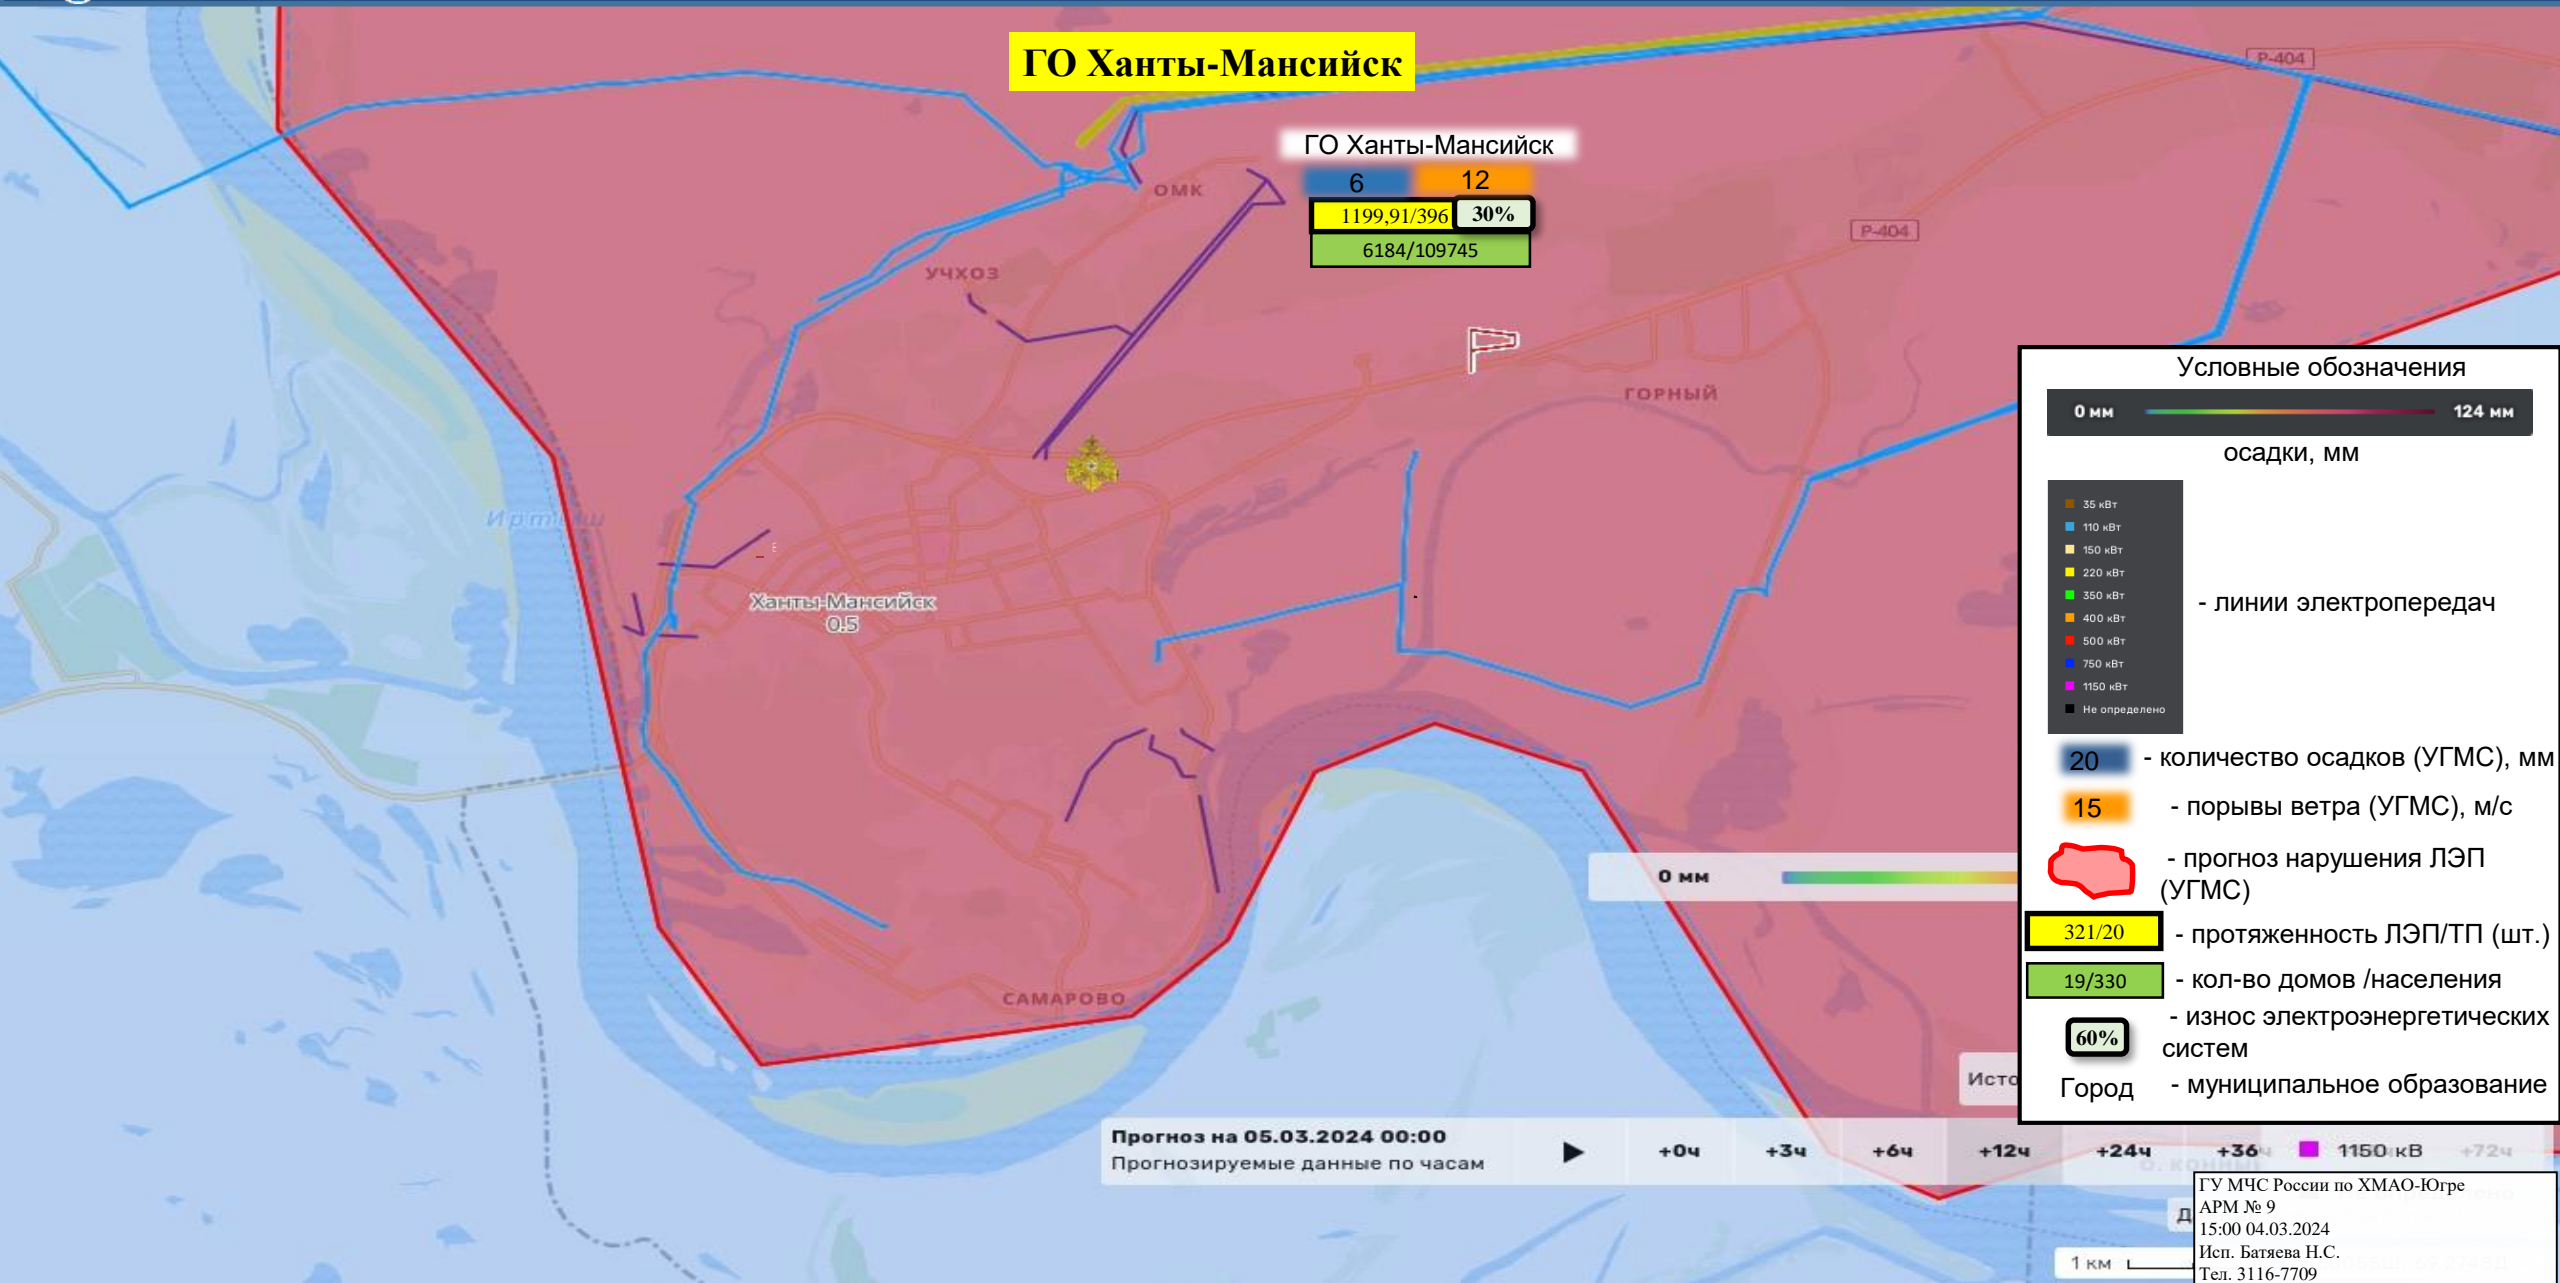 ГО Ханты-Мансийск
Р-404
ГО Ханты-Мансийск
6 12
1199,91/396 30%
6184/109745
ОМК
Р-404
УЧХОЗ
ГОРНЫЙ
Иртыш
Ханты-Мансийск
0.5
САМАРОВО
Условные обозначения
0 мм 124 мм
осадки, мм
35 кВт
110 кВт
150 кВт
220 кВт
350 кВт
400 кВт
500 кВт
750 кВт
1150 кВт
Не определено
- линии электропередач
20 - количество осадков (УГМС), мм
15 - порывы ветра (УГМС), м/с
- прогноз нарушения ЛЭП
(УГМС)
321/20 - протяженность ЛЭП/ТП (шт.)
19/330 - кол-во домов /населения
- износ электроэнергетических
60% систем
Город - муниципальное образование
0 мм
Исто
Прогноз на 05.03.2024 00:00
Прогнозируемые данные по часам
+0ч +3ч +6ч +12ч +24ч +36ч 1150 кВ +72ч
ГУ МЧС России по ХМАО-Югре
АРМ № 9
15:00 04.03.2024
Исп. Батяева Н.С.
Тел. 3116-7709
Д
1 км